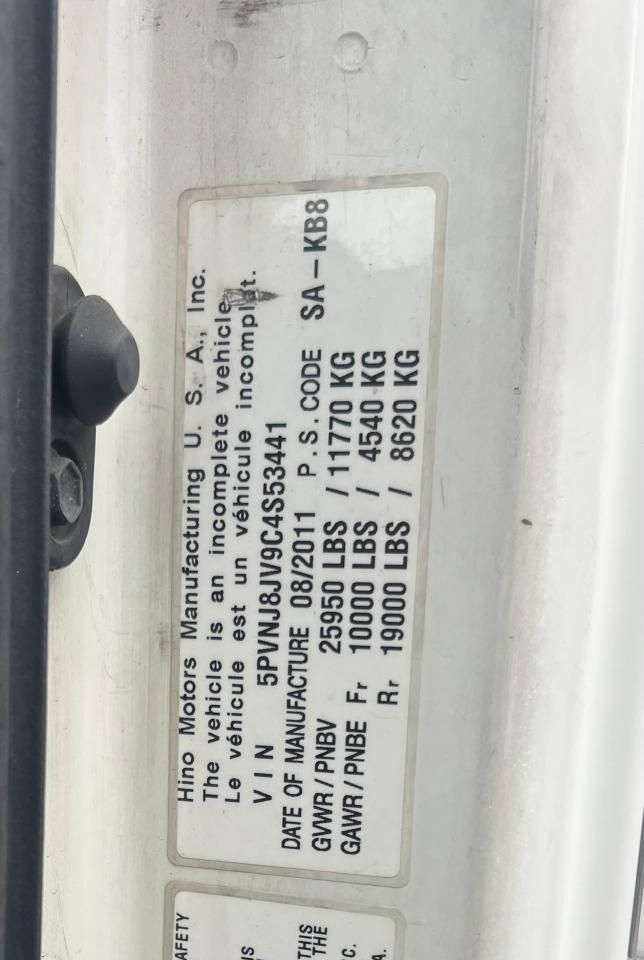 Hino Motors Manufacturing U. S. A., Inc.
The vehicle is an incomplete vehicle.
Le véhicule est un véhicule incomplet.
VIN 5PVNJ8JV9C4S53441
DATE OF MANUFACTURE 08/2011 P.S. CODE SA-KB8
GVWR/PNBV 25950 LBS / 11770 KG
GAWR/PNBE Fr 10000 LBS / 4540 KG
Rr 19000 LBS / 8620 KG
THIS
THE